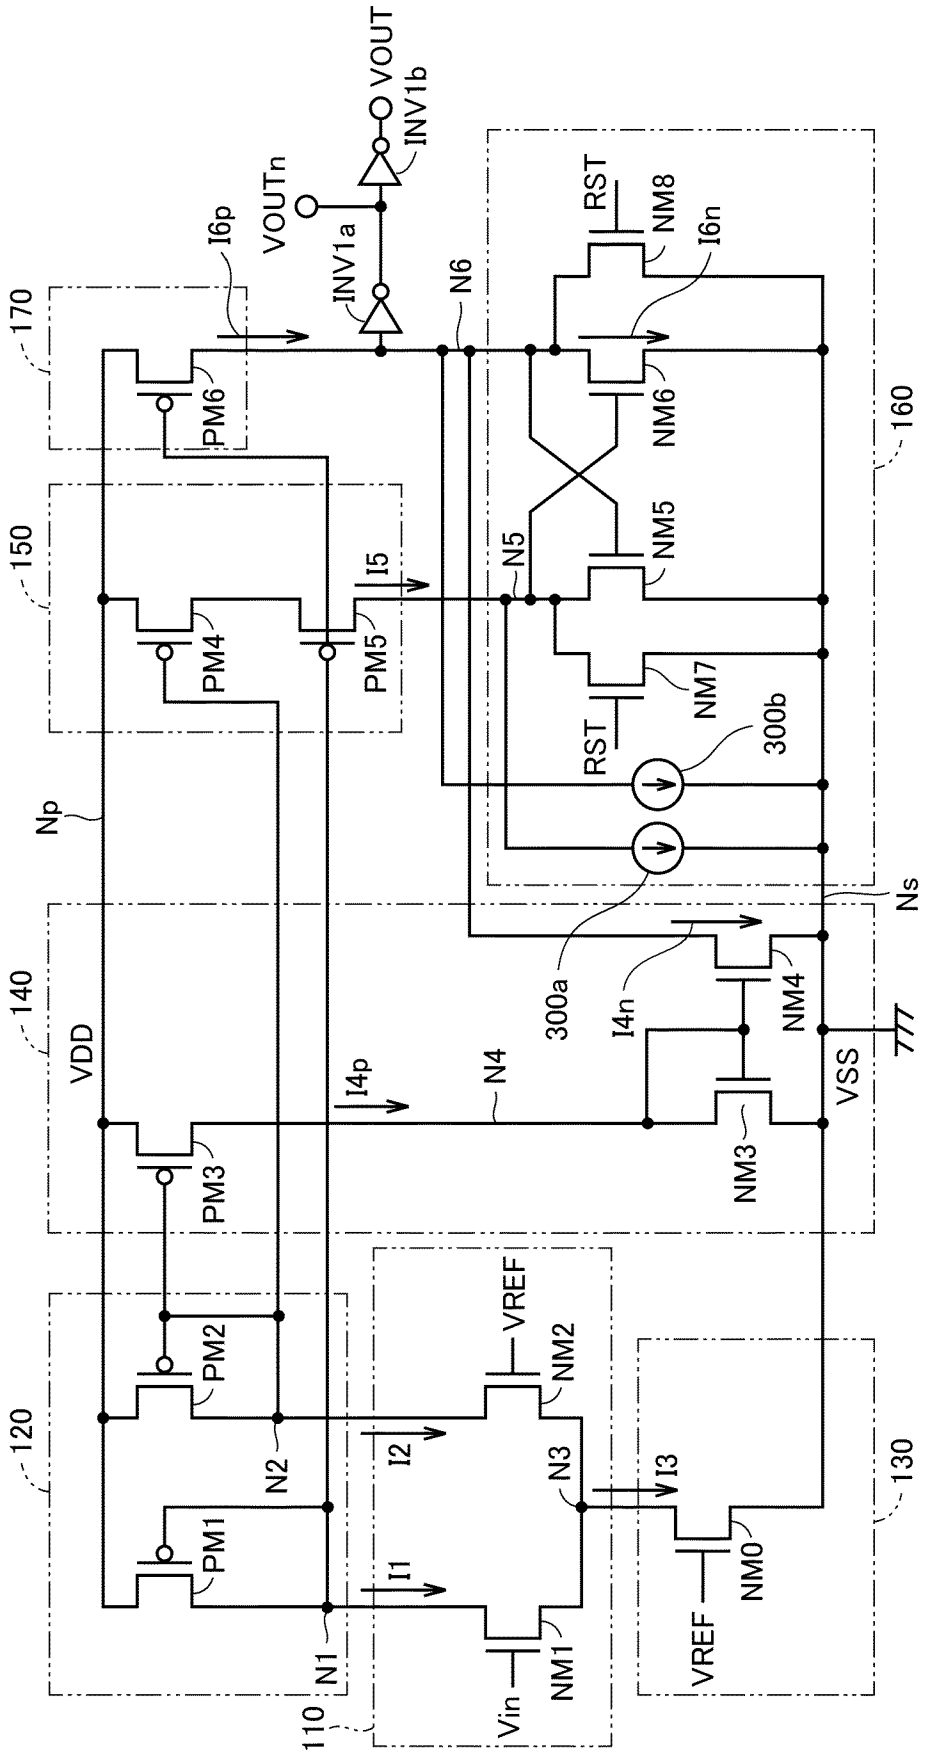 170
I6p
VOUTn
VOUT
INV1a
INV1b
PM6
N6
RST
NM8
I6n
NM6
160
150
PM4
PM5
I5
N5
NM5
NM7
RST
300b
300a
Np
Ns
140
VDD
PM3
I4p
N4
I4n
NM4
NM3
VSS
120
PM2
N2
I2
VREF
NM2
N3
I3
130
PM1
N1
I1
NM1
Vin
110
NM0
VREF